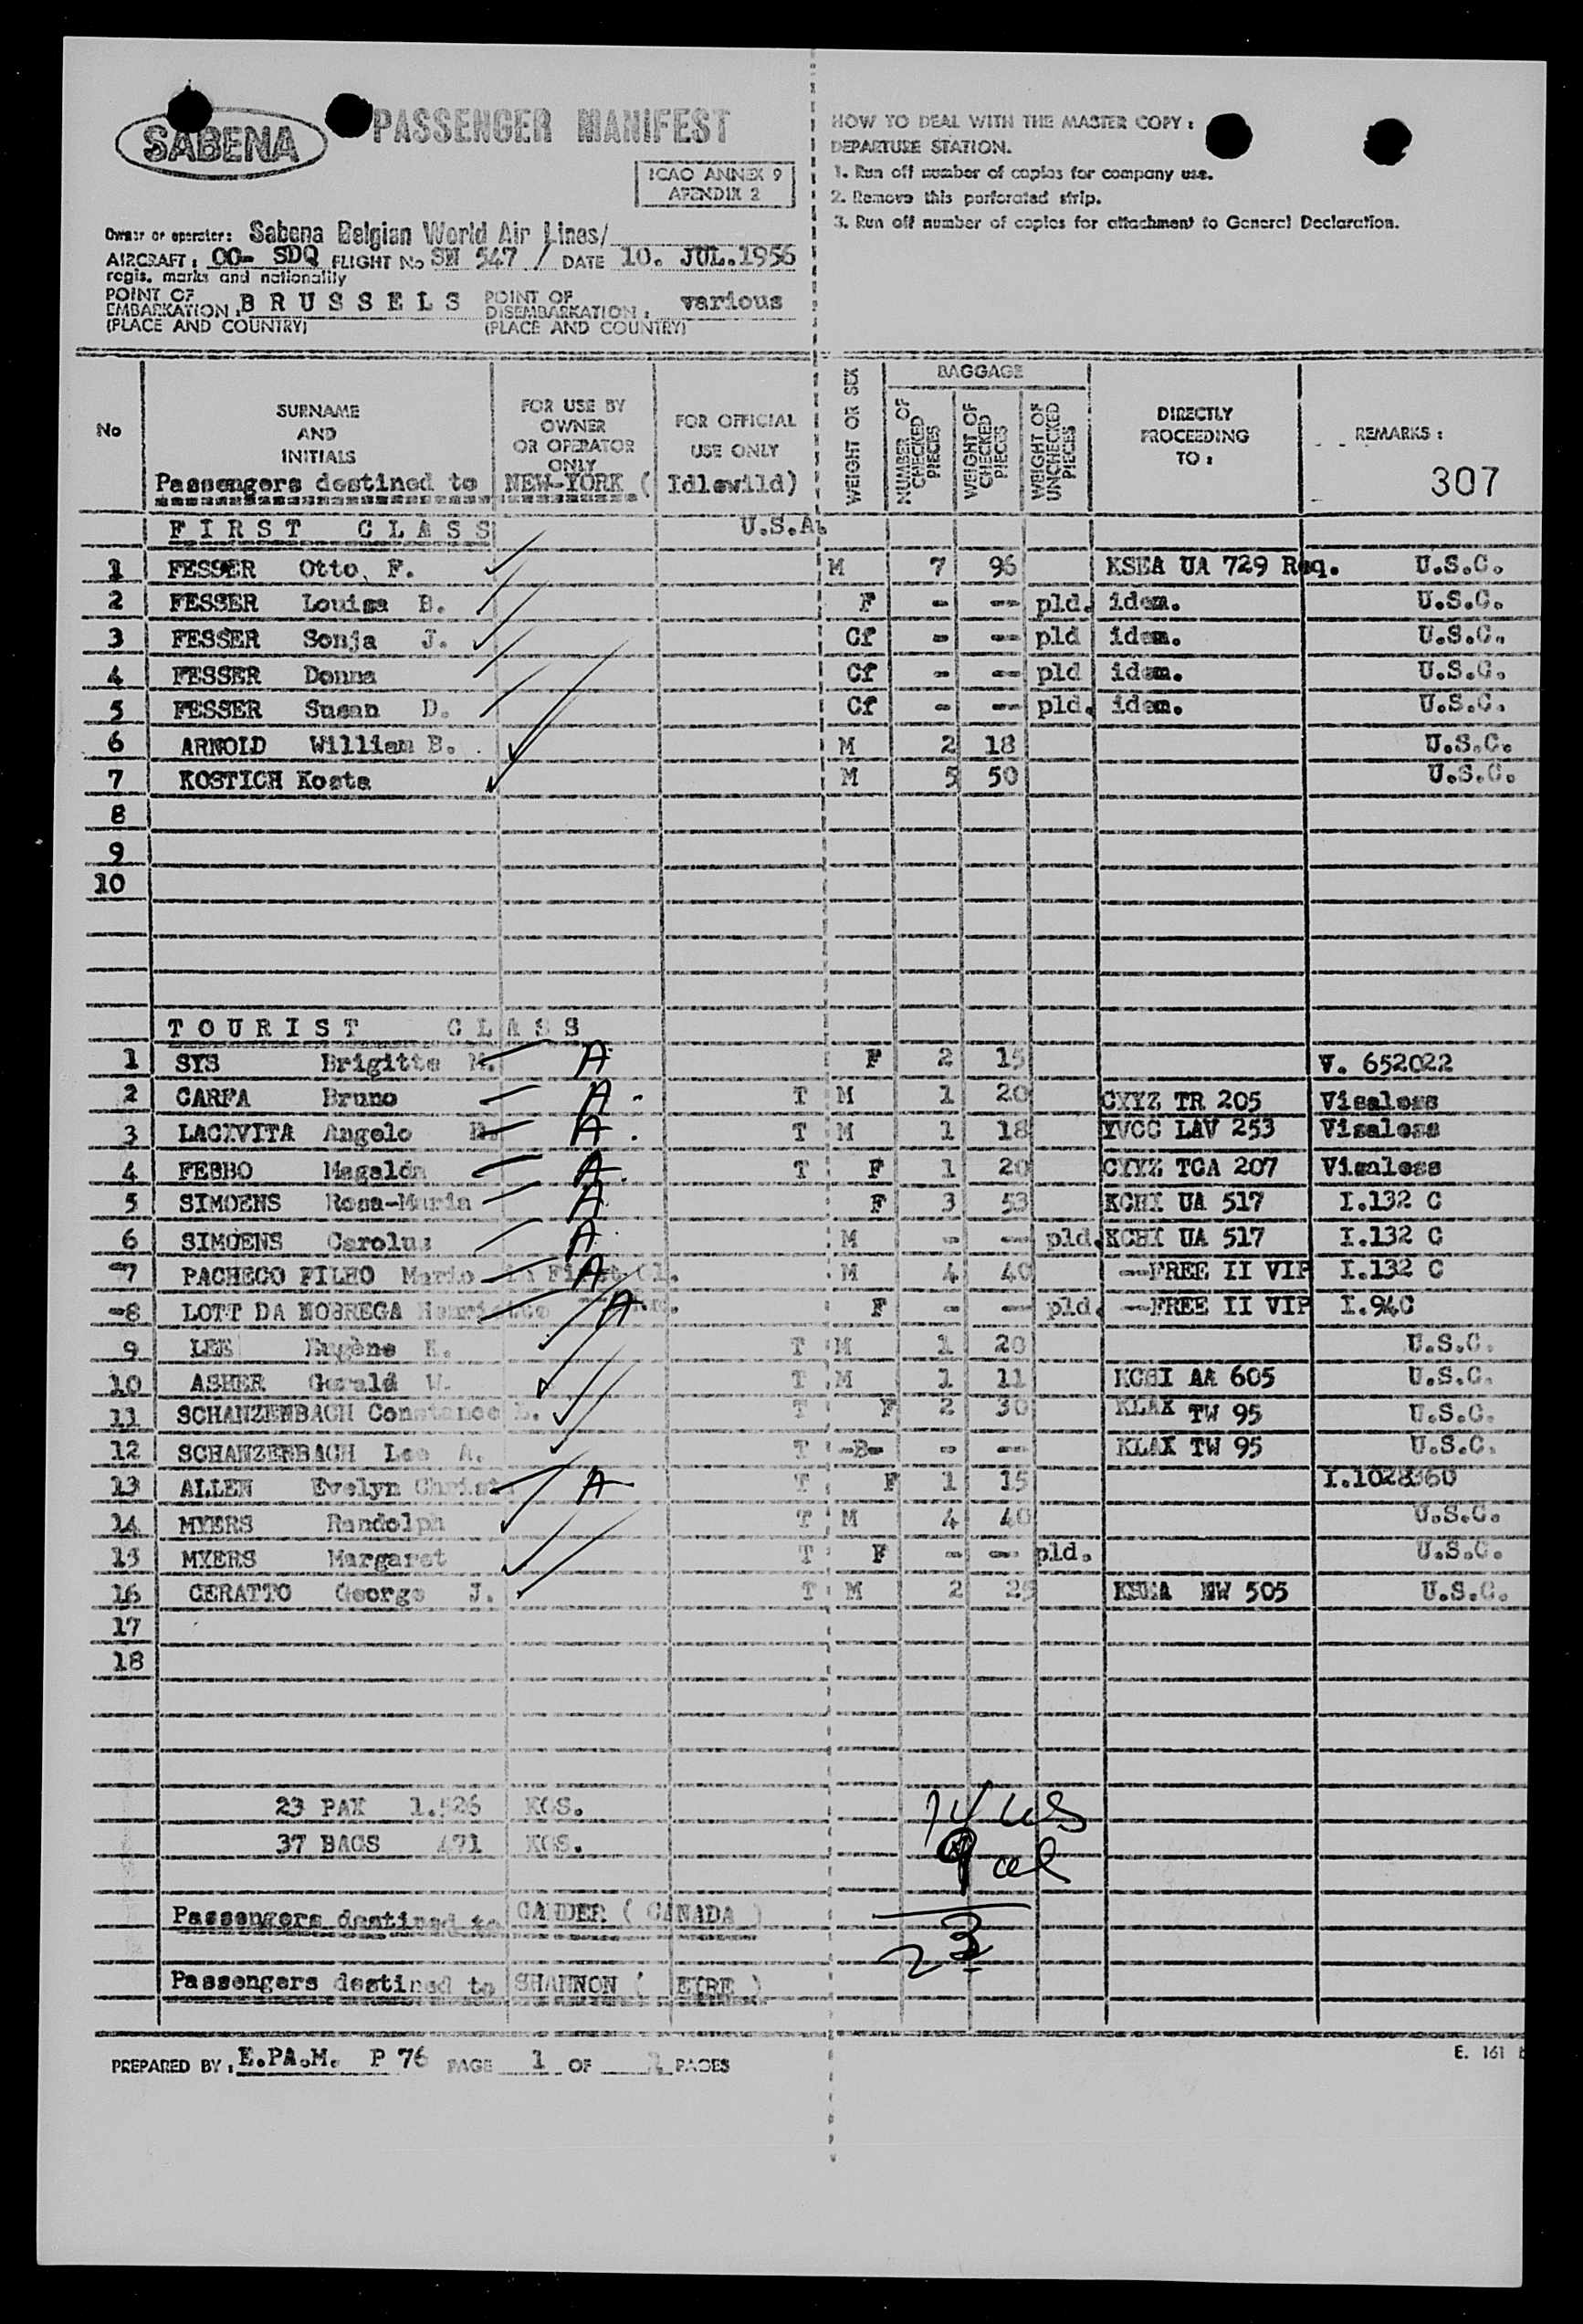 SABENA
PASSENGER MANIFEST
ICAO ANNEX 9
APENDIX 2
HOW TO DEAL WITH THE MASTER COPY :
DEPARTURE STATION.
1. Run off number of copies for company use.
2. Remove this perforated strip.
3. Run off number of copies for attachment to General Declaration.
Owner or operator: Sabena Belgian World Air Lines/
AIRCRAFT : OO- SDQ FLIGHT No SN 547 / DATE 10. JUL.1956
regis. marks and nationality
POINT OF EMBARKATION : BRUSSELS POINT OF DISEMBARKATION : various
(PLACE AND COUNTRY) (PLACE AND COUNTRY)
No
SURNAME AND INITIALS
FOR USE BY OWNER OR OPERATOR ONLY
FOR OFFICIAL USE ONLY
WEIGHT OR SEX
BAGGAGE
NUMBER OF CHECKED PIECES
WEIGHT OF CHECKED PIECES
WEIGHT OF UNCHECKED PIECES
DIRECTLY PROCEEDING TO :
REMARKS :
307
Passengers destined to NEW-YORK ( Idlewild)
FIRST CLASS U.S.A.
1 FESSER Otto F. M 7 96 KSEA UA 729 Req. U.S.C.
2 FESSER Louisa B. F - -- pld. idem. U.S.C.
3 FESSER Sonja J. Cf - -- pld idem. U.S.C.
4 FESSER Donna Cf - -- pld idem. U.S.C.
5 FESSER Susan D. Cf - -- pld. idem. U.S.C.
6 ARNOLD William B. M 2 18 U.S.C.
7 KOSTICH Kosta M 5 50 U.S.C.
8
9
10
TOURIST CLASS
1 SYS Brigitte M. A F 2 15 V. 652022
2 CARFA Bruno A T M 1 20 CYYZ TR 205 Visaless
3 LACIVITA Angelo A T M 1 18 YVCC LAV 253 Visaless
4 FEBBO Magalda A T F 1 20 CYYZ TCA 207 Visaless
5 SIMOENS Rosa-Maria A F 3 53 KCHI UA 517 I.132 C
6 SIMOENS Carolus A M - -- pld. KCHI UA 517 I.132 C
7 PACHECO FILHO Mario In First Cl. A M 4 40 --FREE II VIP I.132 C
8 LOTT DA NOBREGA A F - -- pld. --FREE II VIP I.94C
9 LEE Eugène E. T M 1 20 U.S.C.
10 ASHER Gerald W. T M 1 11 KCHI AA 605 U.S.C.
11 SCHANZENBACH Constance L. T F 2 30 KLAX TW 95 U.S.C.
12 SCHANZENBACH Lee A. T -B- - -- KLAX TW 95 U.S.C.
13 ALLEN Evelyn Christ. A T F 1 15 I.1028360
14 MYERS Randolph T M 4 40 U.S.C.
15 MYERS Margaret T F - -- pld. U.S.C.
16 CERATTO George J. T M 2 25 KSEA NW 505 U.S.C.
17
18
23 PAX 1.526 KGS.
37 BAGS 471 KGS.
14 US
9 al
23
Passengers destined to GANDER ( CANADA )
Passengers destined to SHANNON ( EIRE )
PREPARED BY : E.PA.M. P 76 PAGE 1 OF PAGES
E. 161